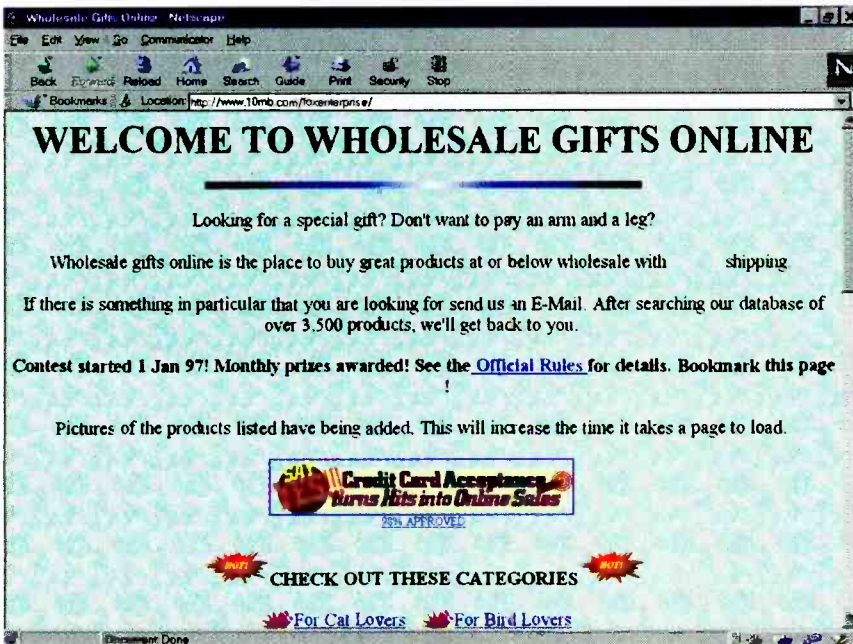 Wholesale Gifts Online - Netscape
File Edit View Go Communicator Help
Back Forward Reload Home Search Guide Print Security Stop
N
Bookmarks Location: http://www.10mb.com/foxenterprise/
WELCOME TO WHOLESALE GIFTS ONLINE
Looking for a special gift? Don't want to pay an arm and a leg?
Wholesale gifts online is the place to buy great products at or below wholesale with shipping
If there is something in particular that you are looking for send us an E-Mail. After searching our database of
over 3,500 products, we'll get back to you.
Contest started 1 Jan 97! Monthly prizes awarded! See the Official Rules for details. Bookmark this page
!
Pictures of the products listed have being added. This will increase the time it takes a page to load.
SAY YES
Credit Card Acceptance
turns Hits into Online Sales
98% APPROVED
HOT! HOT!
CHECK OUT THESE CATEGORIES
For Cat Lovers For Bird Lovers
Document Done